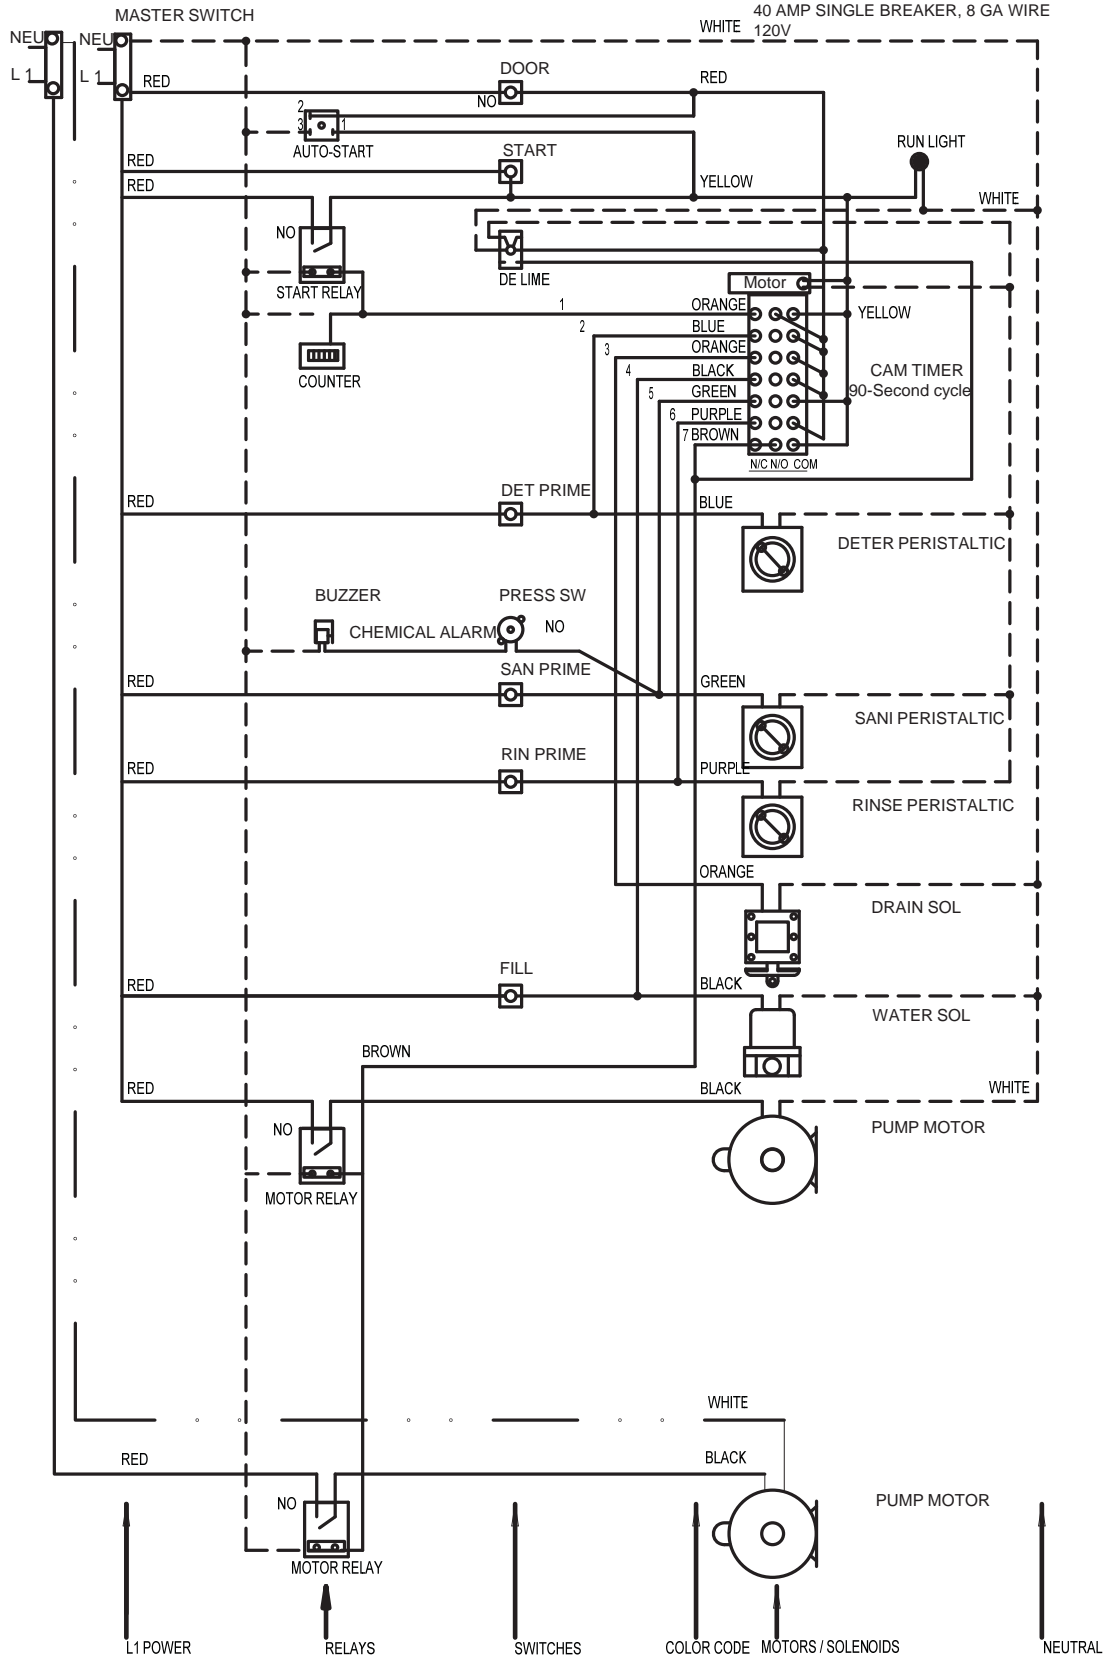 MASTER SWITCH
40 AMP SINGLE BREAKER, 8 GA WIRE
120V
WHITE
NEU
NEU
L 1
L 1
RED
DOOR
NO
RED
2
3
1
AUTO-START
START
RUN LIGHT
RED
RED
YELLOW
WHITE
NO
DE LIME
START RELAY
Motor
1
ORANGE
YELLOW
2
BLUE
3
ORANGE
4
BLACK
CAM TIMER
90-Second cycle
5
GREEN
6
PURPLE
7
BROWN
COUNTER
N/C N/O COM
RED
DET PRIME
BLUE
DETER PERISTALTIC
BUZZER
PRESS SW
CHEMICAL ALARM
NO
SAN PRIME
RED
GREEN
SANI PERISTALTIC
RIN PRIME
RED
PURPLE
RINSE PERISTALTIC
ORANGE
DRAIN SOL
FILL
RED
BLACK
WATER SOL
BROWN
RED
BLACK
WHITE
NO
PUMP MOTOR
MOTOR RELAY
WHITE
RED
BLACK
NO
PUMP MOTOR
MOTOR RELAY
L1 POWER
RELAYS
SWITCHES
COLOR CODE
MOTORS / SOLENOIDS
NEUTRAL